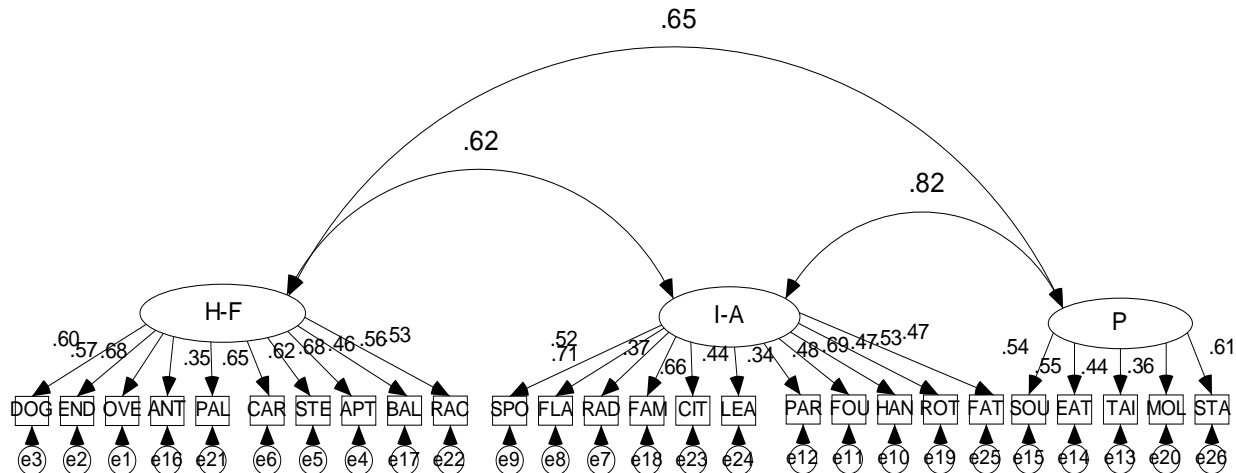 .65
.62
.82
H-F
I-A
P
.60 .57 .68 .35 .65 .62 .68 .46 .56 .53
.52 .71 .37 .66 .44 .34 .48 .69 .47 .53 .47
.54 .55 .44 .36 .61
DOG END OVE ANT PAL CAR STE APT BAL RAC SPO FLA RAD FAM CIT LEA PAR FOU HAN ROT FAT SOU EAT TAI MOL STA
e3 e2 e1 e16 e21 e6 e5 e4 e17 e22 e9 e8 e7 e18 e23 e24 e12 e11 e10 e19 e25 e15 e14 e13 e20 e26